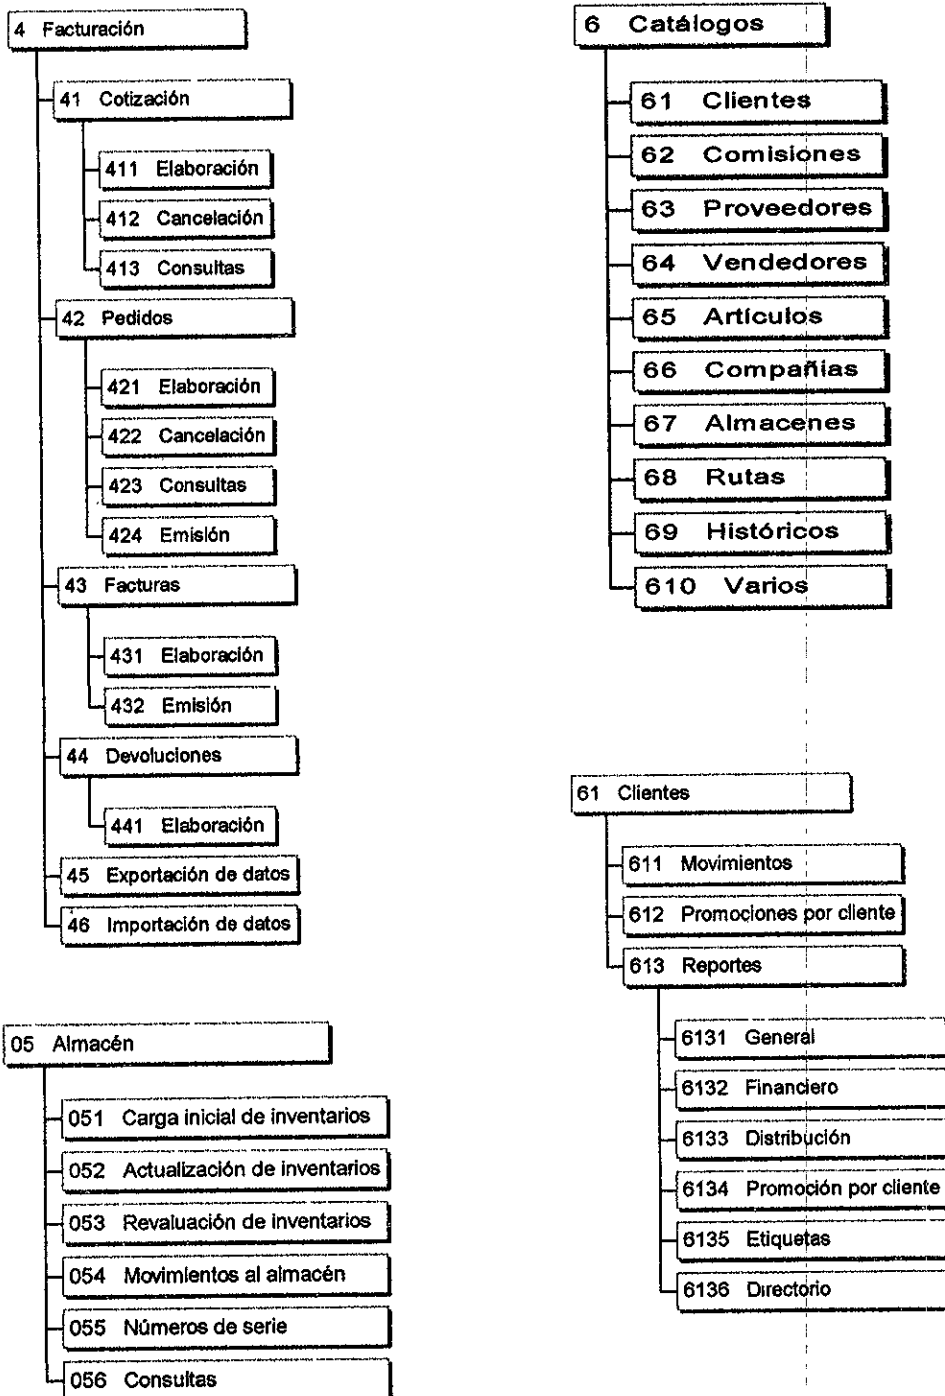 4 Facturación
41 Cotización
411 Elaboración
412 Cancelación
413 Consultas
42 Pedidos
421 Elaboración
422 Cancelación
423 Consultas
424 Emisión
43 Facturas
431 Elaboración
432 Emisión
44 Devoluciones
441 Elaboración
45 Exportación de datos
46 Importación de datos
05 Almacén
051 Carga inicial de inventarios
052 Actualización de inventarios
053 Revaluación de inventarios
054 Movimientos al almacén
055 Números de serie
056 Consultas
6 Catálogos
61 Clientes
62 Comisiones
63 Proveedores
64 Vendedores
65 Artículos
66 Compañias
67 Almacenes
68 Rutas
69 Históricos
610 Varios
61 Clientes
611 Movimientos
612 Promociones por cliente
613 Reportes
6131 General
6132 Financiero
6133 Distribución
6134 Promoción por cliente
6135 Etiquetas
6136 Directorio